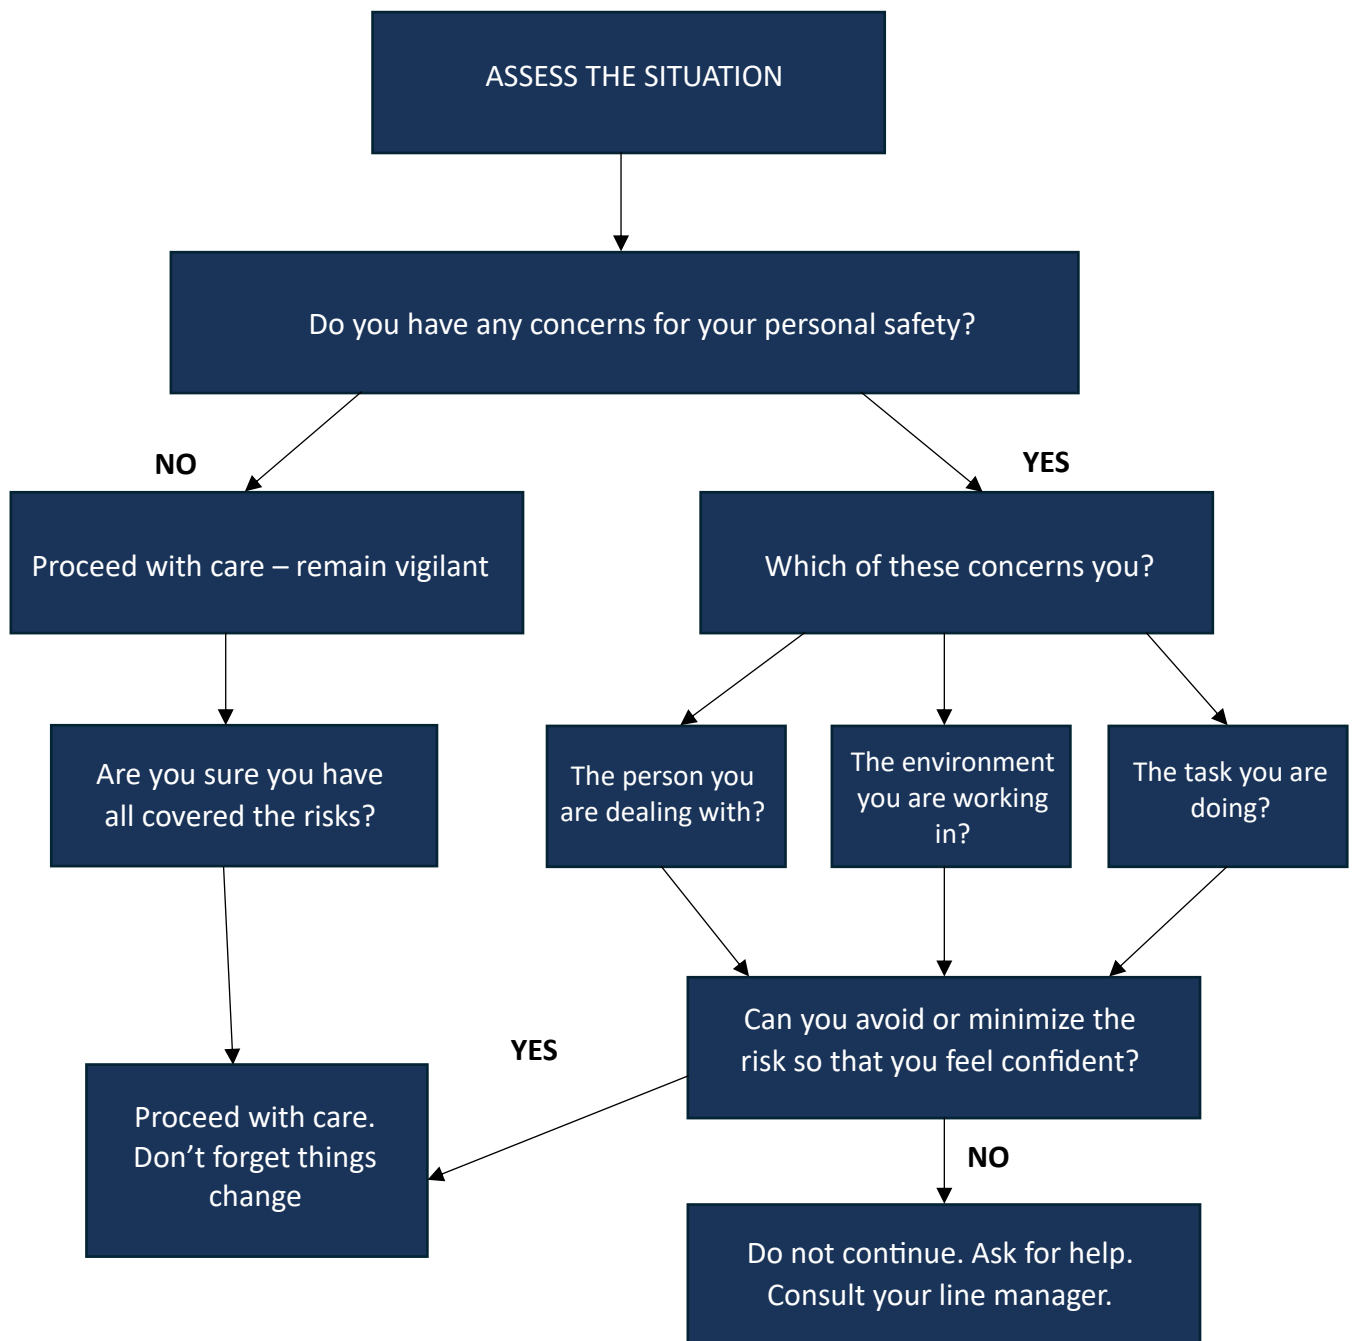 ASSESS THE SITUATION
Do you have any concerns for your personal safety?
NO
YES
Proceed with care – remain vigilant
Which of these concerns you?
Are you sure you have
all covered the risks?
The person you
are dealing with?
The environment
you are working
in?
The task you are
doing?
Can you avoid or minimize the
risk so that you feel confident?
YES
Proceed with care.
Don’t forget things
change
NO
Do not continue. Ask for help.
Consult your line manager.